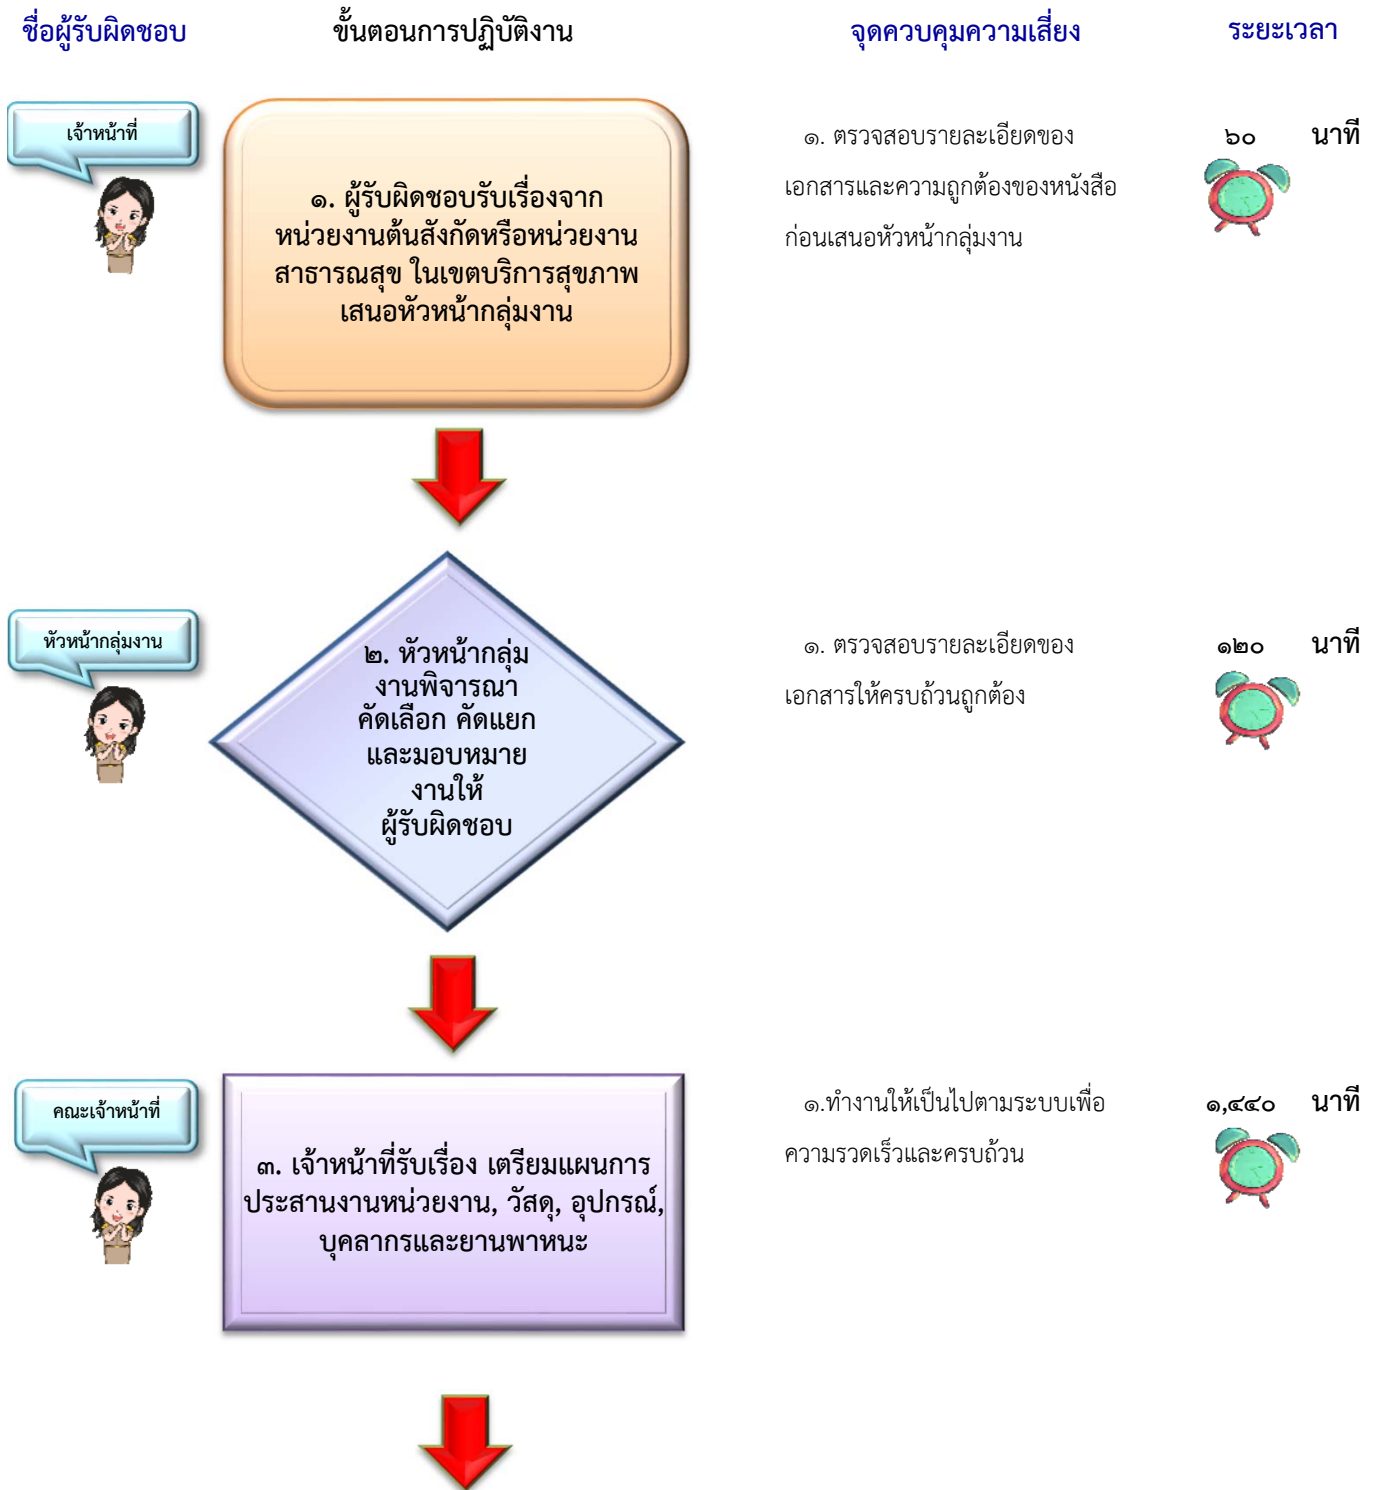 ชื่อผู้รับผิดชอบ ขั้นตอนการปฏิบัติงาน จุดควบคุมความเสี่ยง ระยะเวลา
เจ้าหน้าที่
๑. ผู้รับผิดชอบรับเรื่องจาก
หน่วยงานต้นสังกัดหรือหน่วยงาน
สาธารณสุข ในเขตบริการสุขภาพ
เสนอหัวหน้ากลุ่มงาน
๑. ตรวจสอบรายละเอียดของ
เอกสารและความถูกต้องของหนังสือ
ก่อนเสนอหัวหน้ากลุ่มงาน
๖๐ นาที
หัวหน้ากลุ่มงาน
๒. หัวหน้ากลุ่ม
งานพิจารณา
คัดเลือก คัดแยก
และมอบหมาย
งานให้
ผู้รับผิดชอบ
๑. ตรวจสอบรายละเอียดของ
เอกสารให้ครบถ้วนถูกต้อง
๑๒๐ นาที
คณะเจ้าหน้าที่
๓. เจ้าหน้าที่รับเรื่อง เตรียมแผนการ
ประสานงานหน่วยงาน, วัสดุ, อุปกรณ์,
บุคลากรและยานพาหนะ
๑.ทำงานให้เป็นไปตามระบบเพื่อ
ความรวดเร็วและครบถ้วน
๑,๔๔๐ นาที